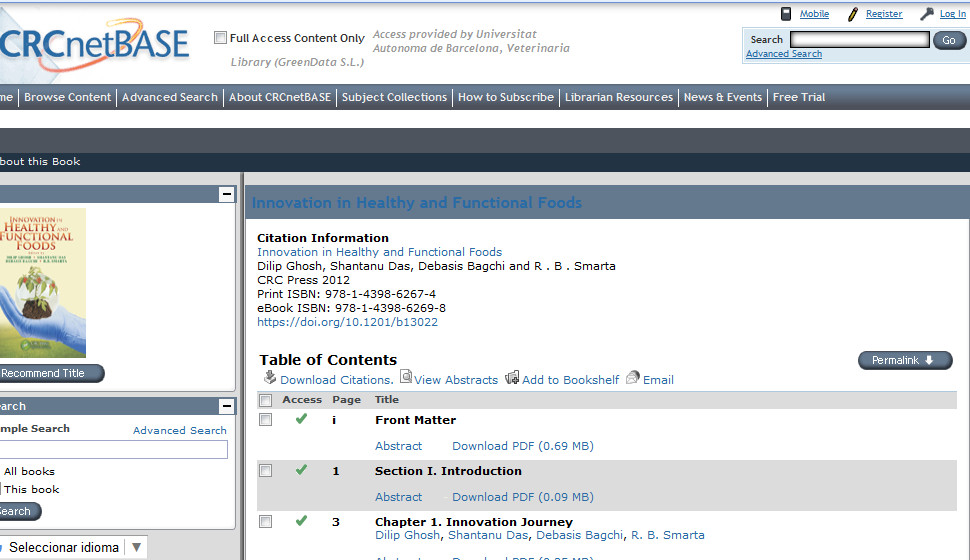 Mobile Register Log In
CRCnetBASE
Full Access Content Only Access provided by Universitat
Autonoma de Barcelona, Veterinaria
Library (GreenData S.L.)
Search Go
Advanced Search
me Browse Content Advanced Search About CRCnetBASE Subject Collections How to Subscribe Librarian Resources News & Events Free Trial
bout this Book
INNOVATION IN
HEALTHY AND
FUNCTIONAL
FOODS
Recommend Title
earch
mple Search Advanced Search
All books
This book
Search
Seleccionar idioma
Innovation in Healthy and Functional Foods
Citation Information
Innovation in Healthy and Functional Foods
Dilip Ghosh, Shantanu Das, Debasis Bagchi and R . B . Smarta
CRC Press 2012
Print ISBN: 978-1-4398-6267-4
eBook ISBN: 978-1-4398-6269-8
https://doi.org/10.1201/b13022
Table of Contents Permalink
Download Citations. View Abstracts Add to Bookshelf Email
Access Page Title
i Front Matter
Abstract Download PDF (0.69 MB)
1 Section I. Introduction
Abstract Download PDF (0.09 MB)
3 Chapter 1. Innovation Journey
Dilip Ghosh, Shantanu Das, Debasis Bagchi, R. B. Smarta